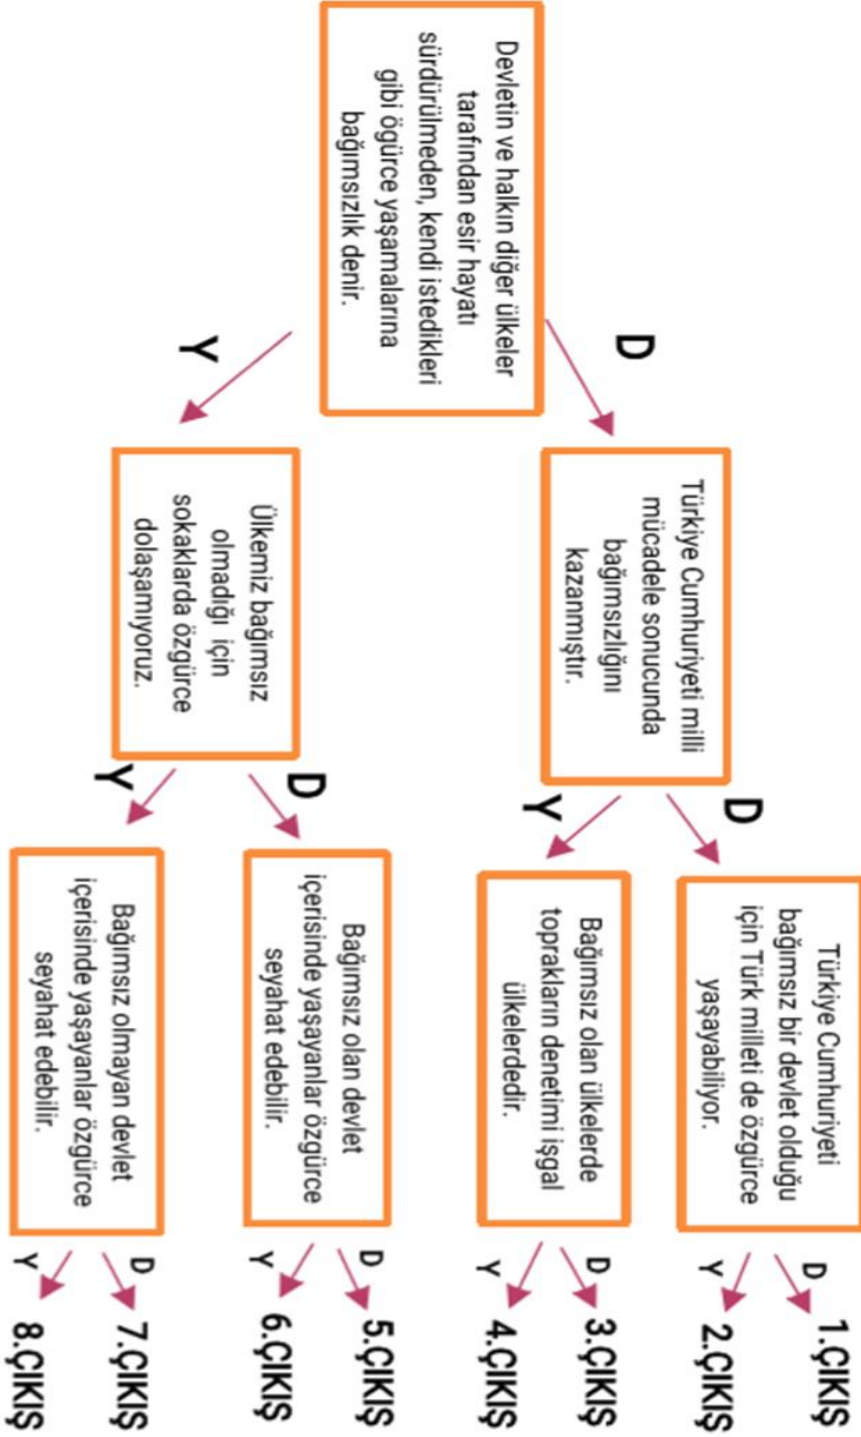 Devletin ve halkın diğer ülkeler
tarafından esir hayatı
sürdürülmeden, kendi istedikleri
gibi ögürce yaşamalarına
bağımsızlık denir.
D
Y
Türkiye Cumhuriyeti milli
mücadele sonucunda
bağımsızlığını
kazanmıştır.
D
Y
Ülkemiz bağımsız
olmadığı için
sokaklarda özgürce
dolaşamıyoruz.
D
Y
Türkiye Cumhuriyeti
bağımsız bir devlet olduğu
için Türk milleti de özgürce
yaşayabiliyor.
D
Y
1.ÇIKIŞ
2.ÇIKIŞ
Bağımsız olan ülkelerde
toprakların denetimi işgal
ülkelerdedir.
D
Y
3.ÇIKIŞ
4.ÇIKIŞ
Bağımsız olan devlet
içerisinde yaşayanlar özgürce
seyahat edebilir.
D
Y
5.ÇIKIŞ
6.ÇIKIŞ
Bağımsız olmayan devlet
içerisinde yaşayanlar özgürce
seyahat edebilir.
D
Y
7.ÇIKIŞ
8.ÇIKIŞ